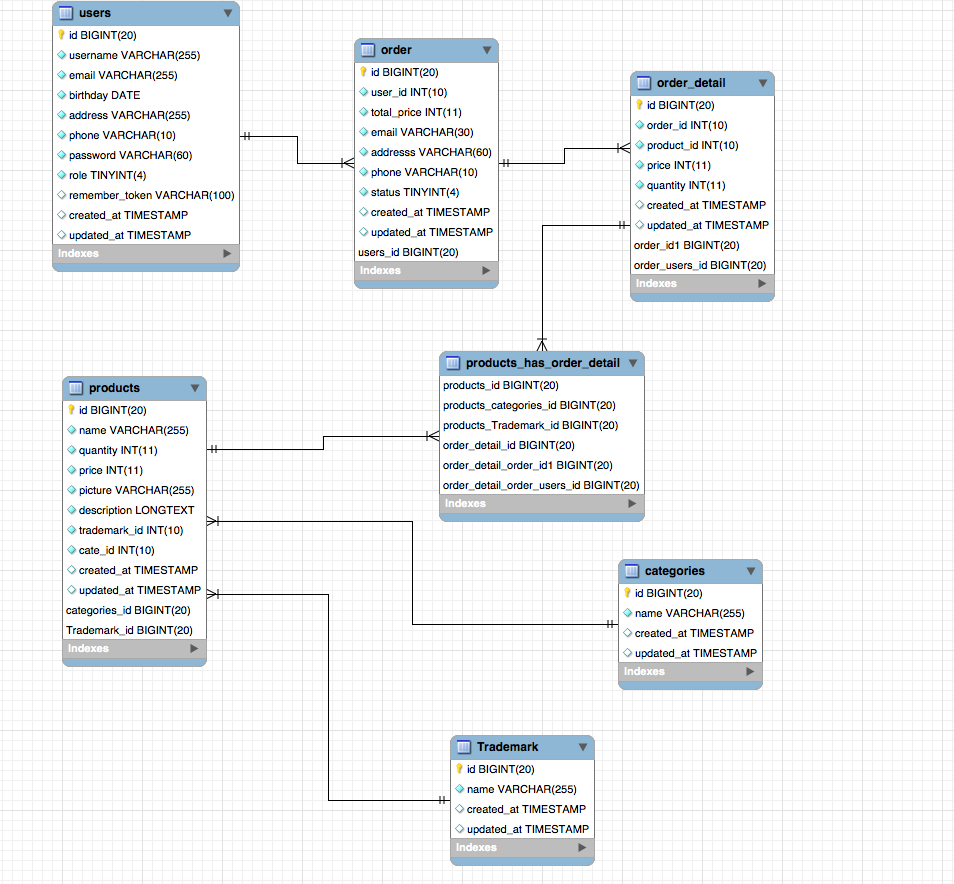 users
id BIGINT(20)
username VARCHAR(255)
email VARCHAR(255)
birthday DATE
address VARCHAR(255)
phone VARCHAR(10)
password VARCHAR(60)
role TINYINT(4)
remember_token VARCHAR(100)
created_at TIMESTAMP
updated_at TIMESTAMP
Indexes
order
id BIGINT(20)
user_id INT(10)
total_price INT(11)
email VARCHAR(30)
addresss VARCHAR(60)
phone VARCHAR(10)
status TINYINT(4)
created_at TIMESTAMP
updated_at TIMESTAMP
users_id BIGINT(20)
Indexes
order_detail
id BIGINT(20)
order_id INT(10)
product_id INT(10)
price INT(11)
quantity INT(11)
created_at TIMESTAMP
updated_at TIMESTAMP
order_id1 BIGINT(20)
order_users_id BIGINT(20)
Indexes
products_has_order_detail
products_id BIGINT(20)
products_categories_id BIGINT(20)
products_Trademark_id BIGINT(20)
order_detail_id BIGINT(20)
order_detail_order_id1 BIGINT(20)
order_detail_order_users_id BIGINT(20)
Indexes
products
id BIGINT(20)
name VARCHAR(255)
quantity INT(11)
price INT(11)
picture VARCHAR(255)
description LONGTEXT
trademark_id INT(10)
cate_id INT(10)
created_at TIMESTAMP
updated_at TIMESTAMP
categories_id BIGINT(20)
Trademark_id BIGINT(20)
Indexes
categories
id BIGINT(20)
name VARCHAR(255)
created_at TIMESTAMP
updated_at TIMESTAMP
Indexes
Trademark
id BIGINT(20)
name VARCHAR(255)
created_at TIMESTAMP
updated_at TIMESTAMP
Indexes